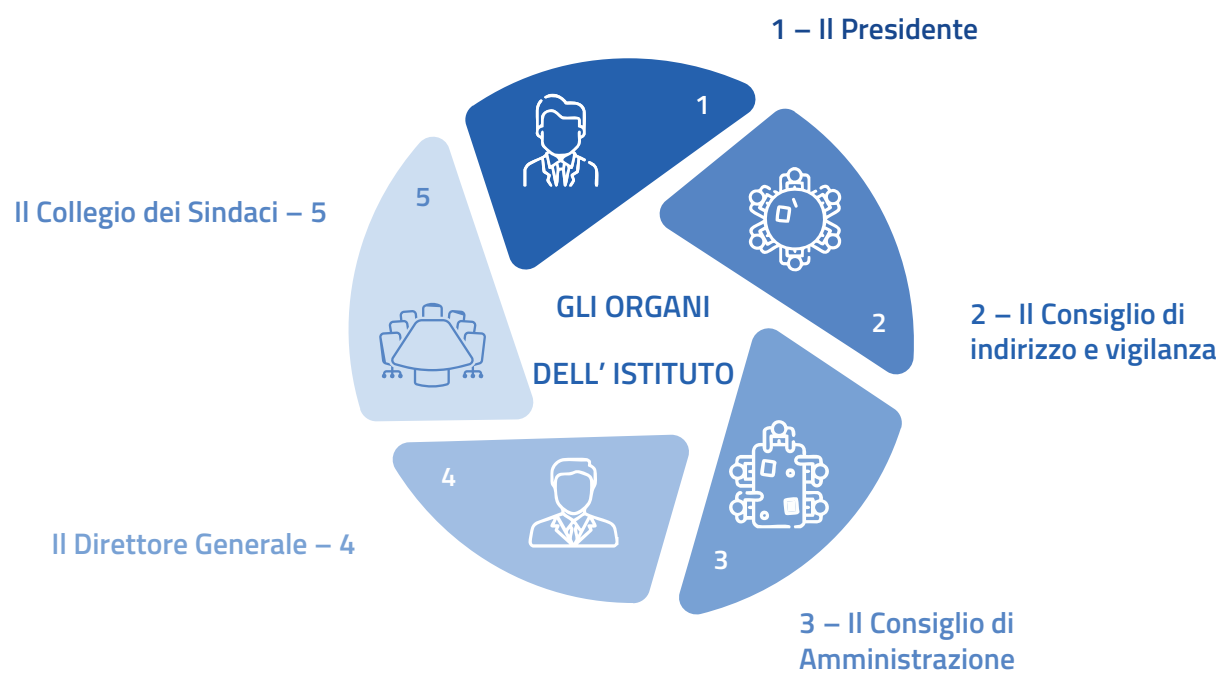 1 – Il Presidente
1
5
Il Collegio dei Sindaci – 5
GLI ORGANI
DELL’ ISTITUTO
2
2 – Il Consiglio di
indirizzo e vigilanza
4
Il Direttore Generale – 4
3
3 – Il Consiglio di
Amministrazione